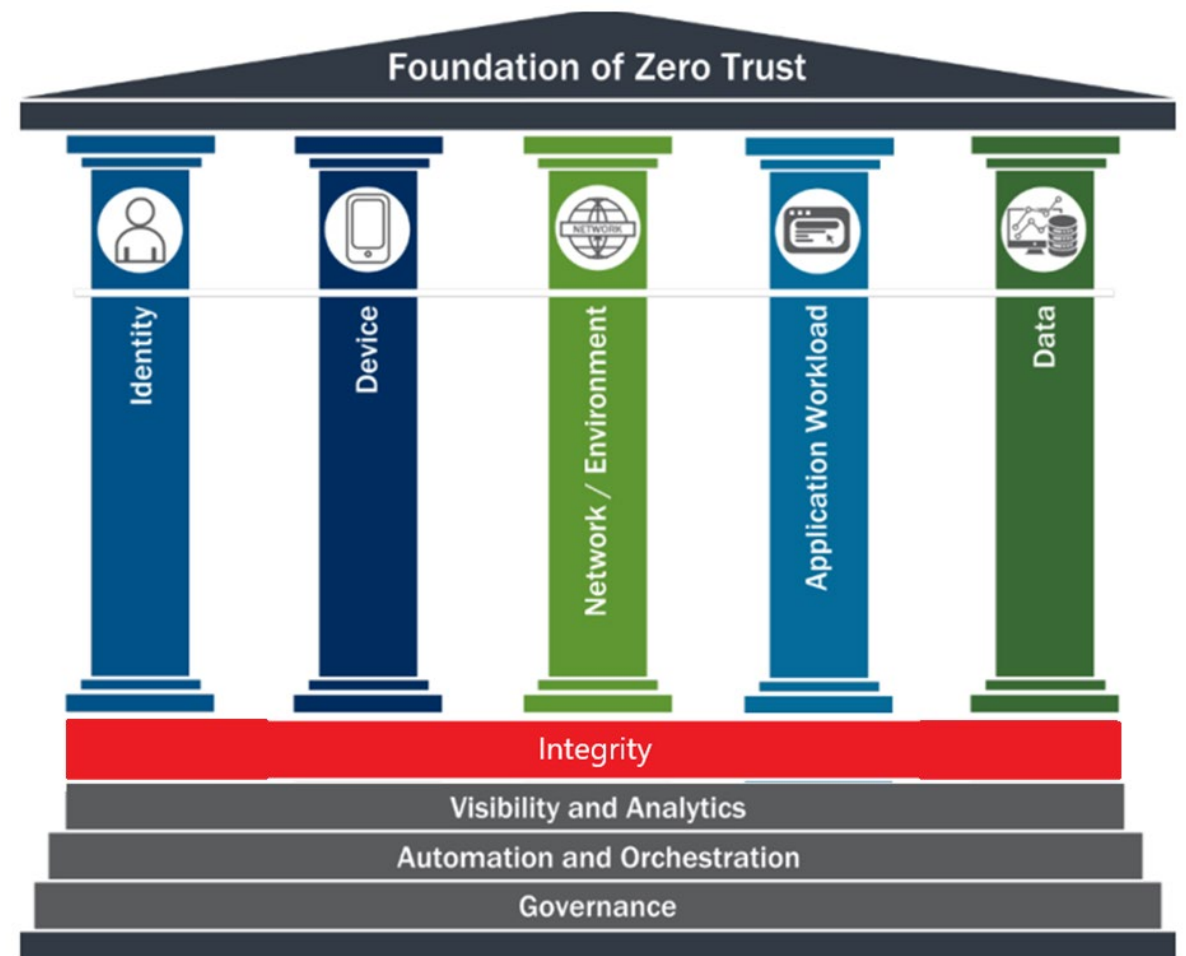 Foundation of Zero Trust
NETWORK
Identity
Device
Network / Environment
Application Workload
Data
Integrity
Visibility and Analytics
Automation and Orchestration
Governance